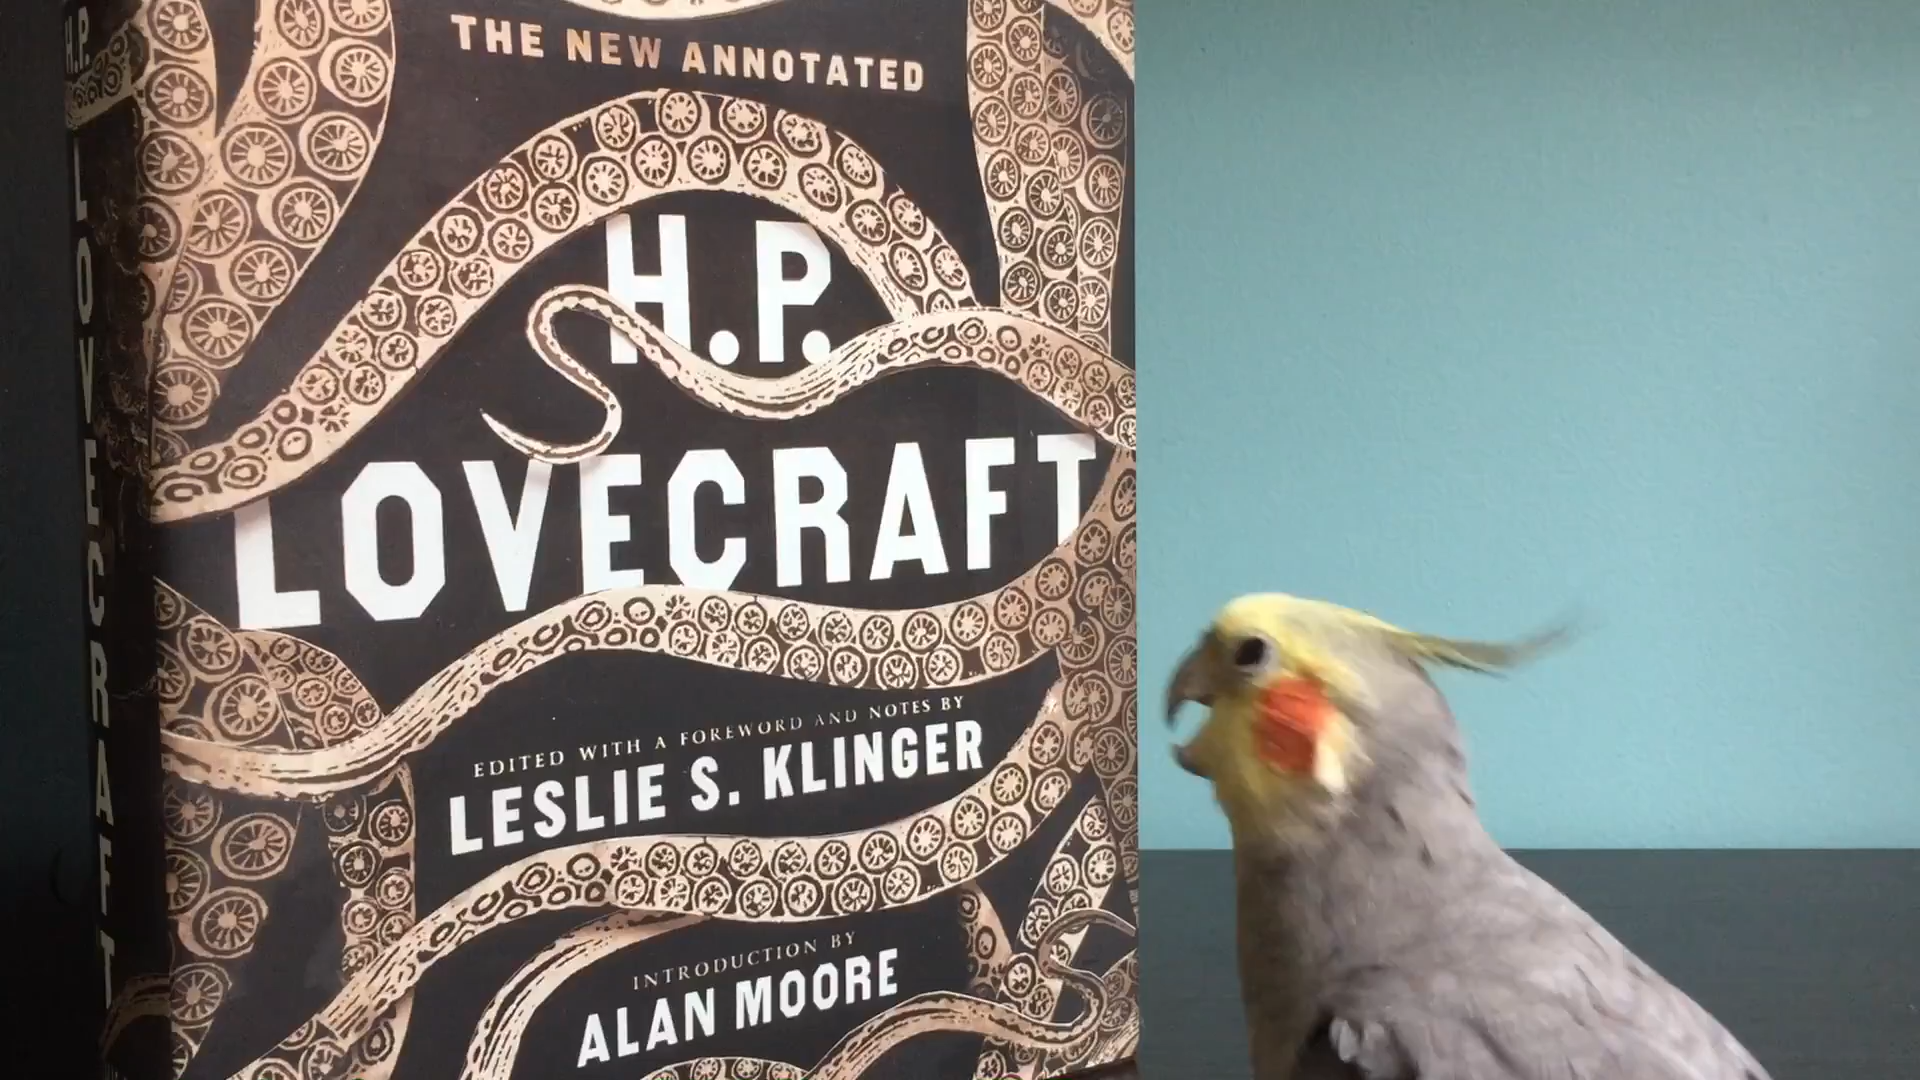 H.P.
LOVECRAFT
THE NEW ANNOTATED
H.P.
LOVECRAFT
EDITED WITH A FOREWORD AND NOTES BY
LESLIE S. KLINGER
INTRODUCTION BY
ALAN MOORE